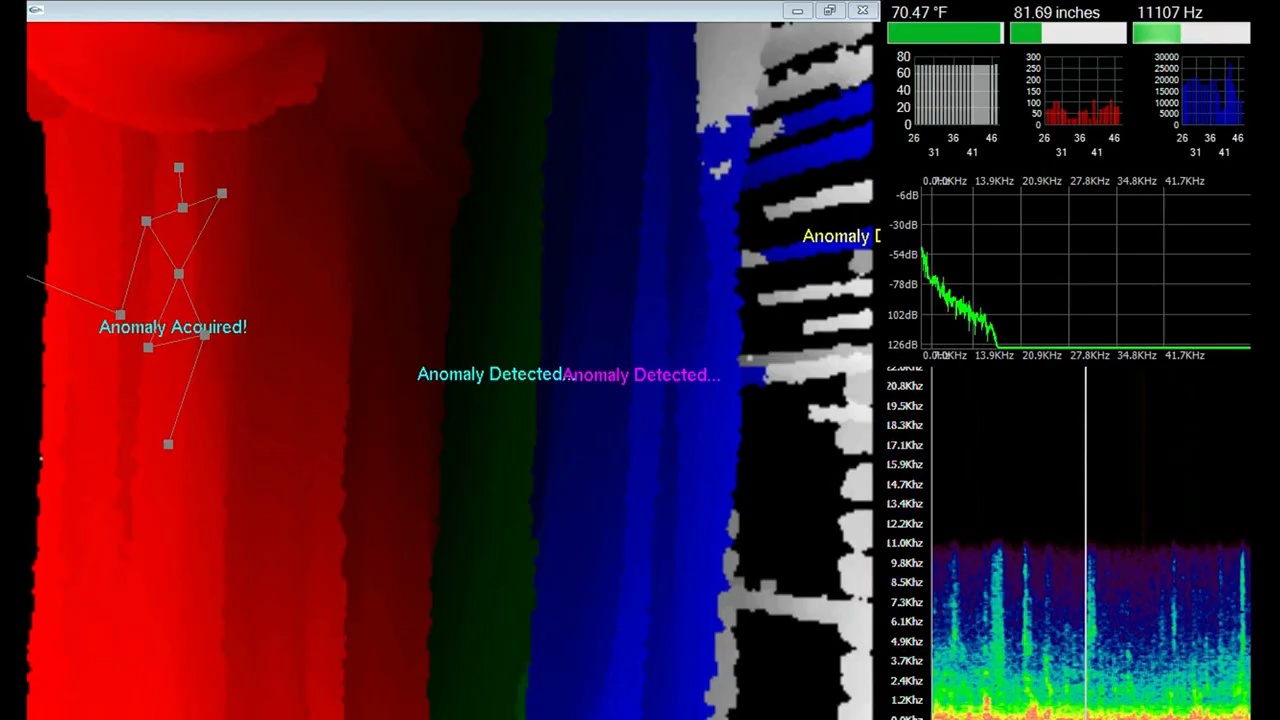 70.47 °F
81.69 inches
11107 Hz
80
60
40
20
0
26 36 46
31 41
300
250
200
150
100
50
0
26 36 46
31 41
30000
25000
20000
15000
10000
5000
0
26 36 46
31 41
13.9KHz 20.9KHz 27.8KHz 34.8KHz 41.7KHz
-6dB
-30dB
-54dB
-78dB
102dB
126dB
13.9KHz 20.9KHz 27.8KHz 34.8KHz 41.7KHz
Anomaly D
Anomaly Acquired!
Anomaly Detected...
Anomaly Detected...
20.8Khz
19.5Khz
18.3Khz
17.1Khz
15.9Khz
14.7Khz
13.4Khz
12.2Khz
11.0Khz
9.8Khz
8.5Khz
7.3Khz
6.1Khz
4.9Khz
3.7Khz
2.4Khz
1.2Khz